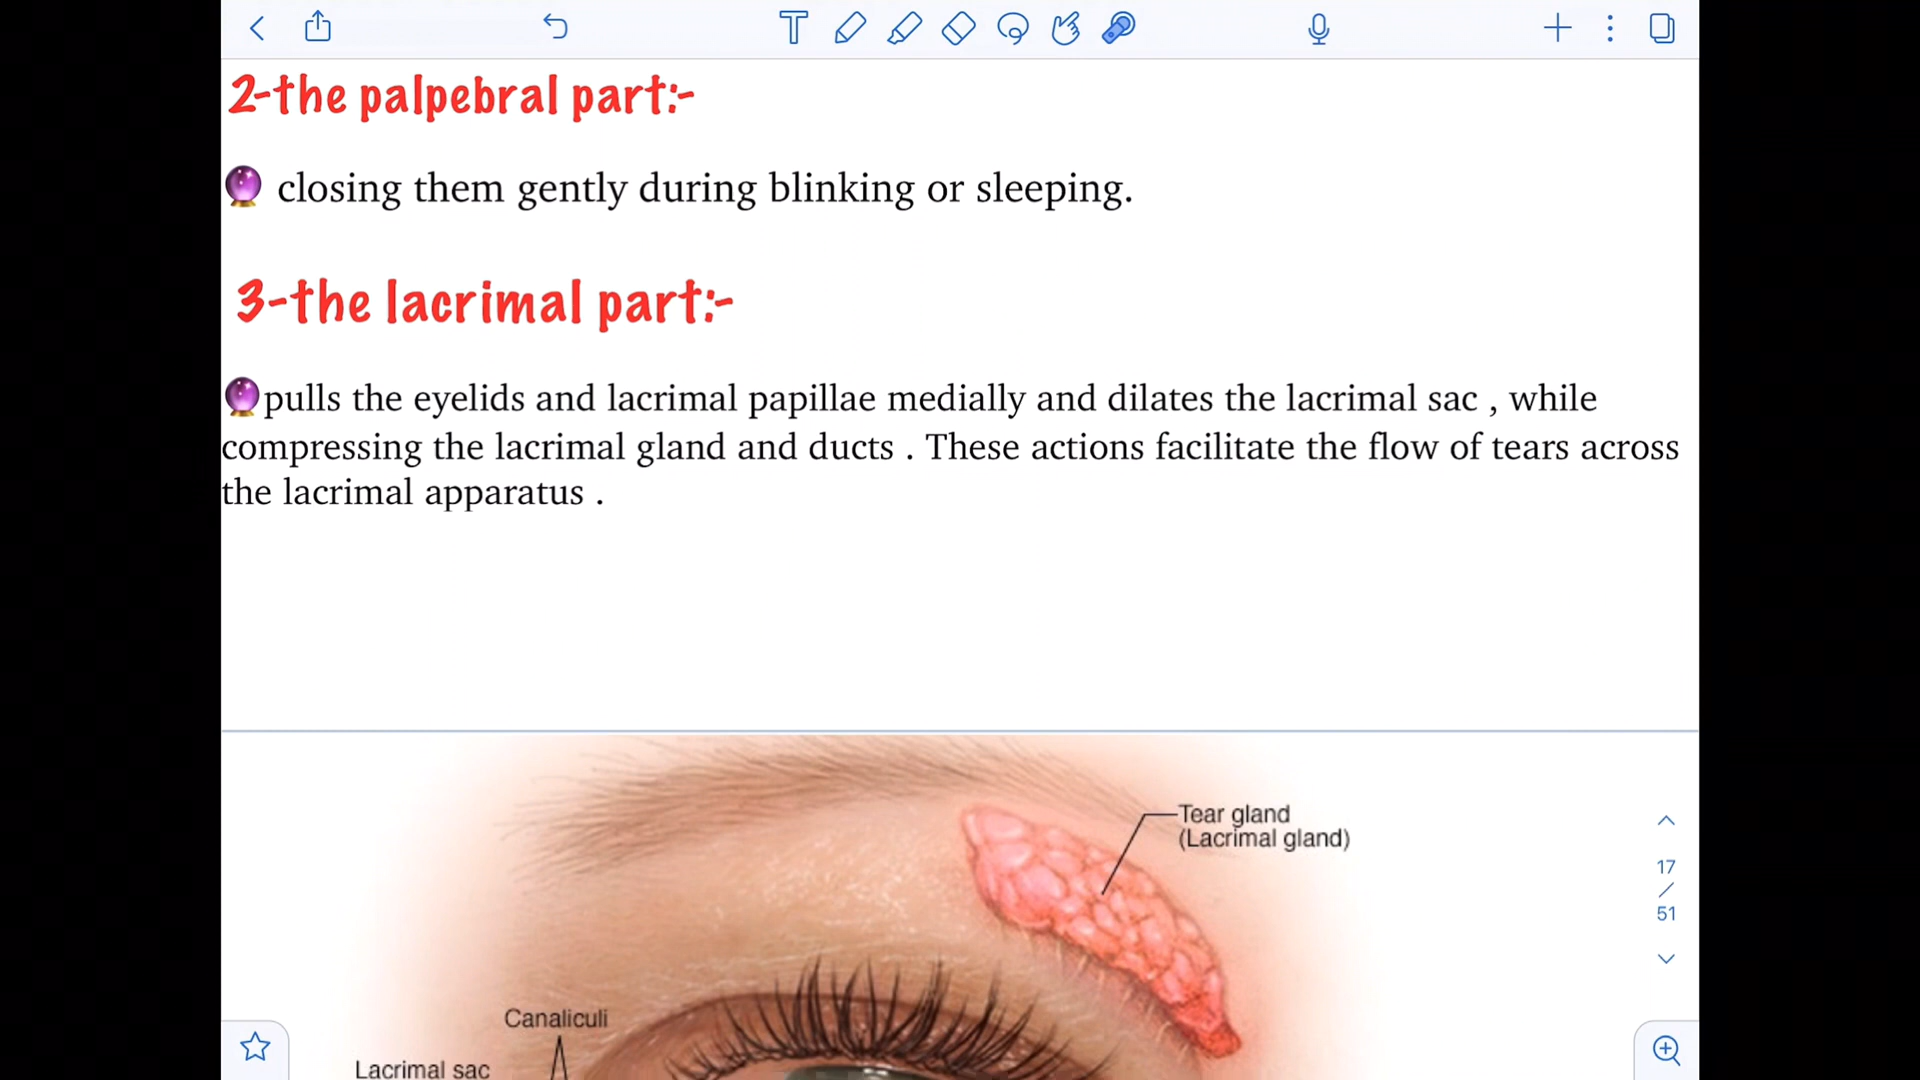 2-the palpebral part:-
closing them gently during blinking or sleeping.
3-the lacrimal part:-
pulls the eyelids and lacrimal papillae medially and dilates the lacrimal sac , while
compressing the lacrimal gland and ducts . These actions facilitate the flow of tears across
the lacrimal apparatus .
Tear gland
(Lacrimal gland)
17
/
51
Canaliculi
Lacrimal sac